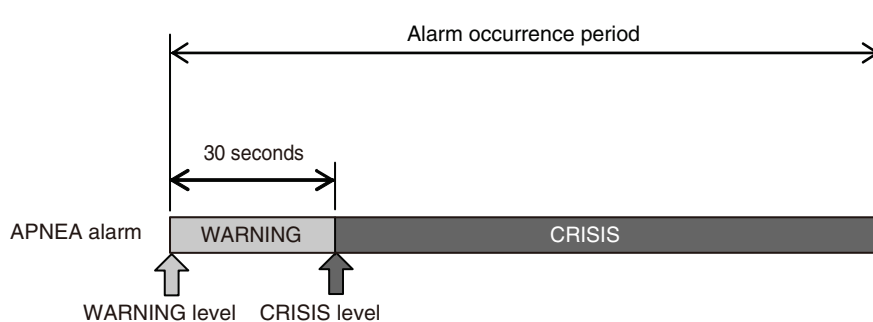 Alarm occurrence period
30 seconds
APNEA alarm
WARNING
CRISIS
WARNING level
CRISIS level